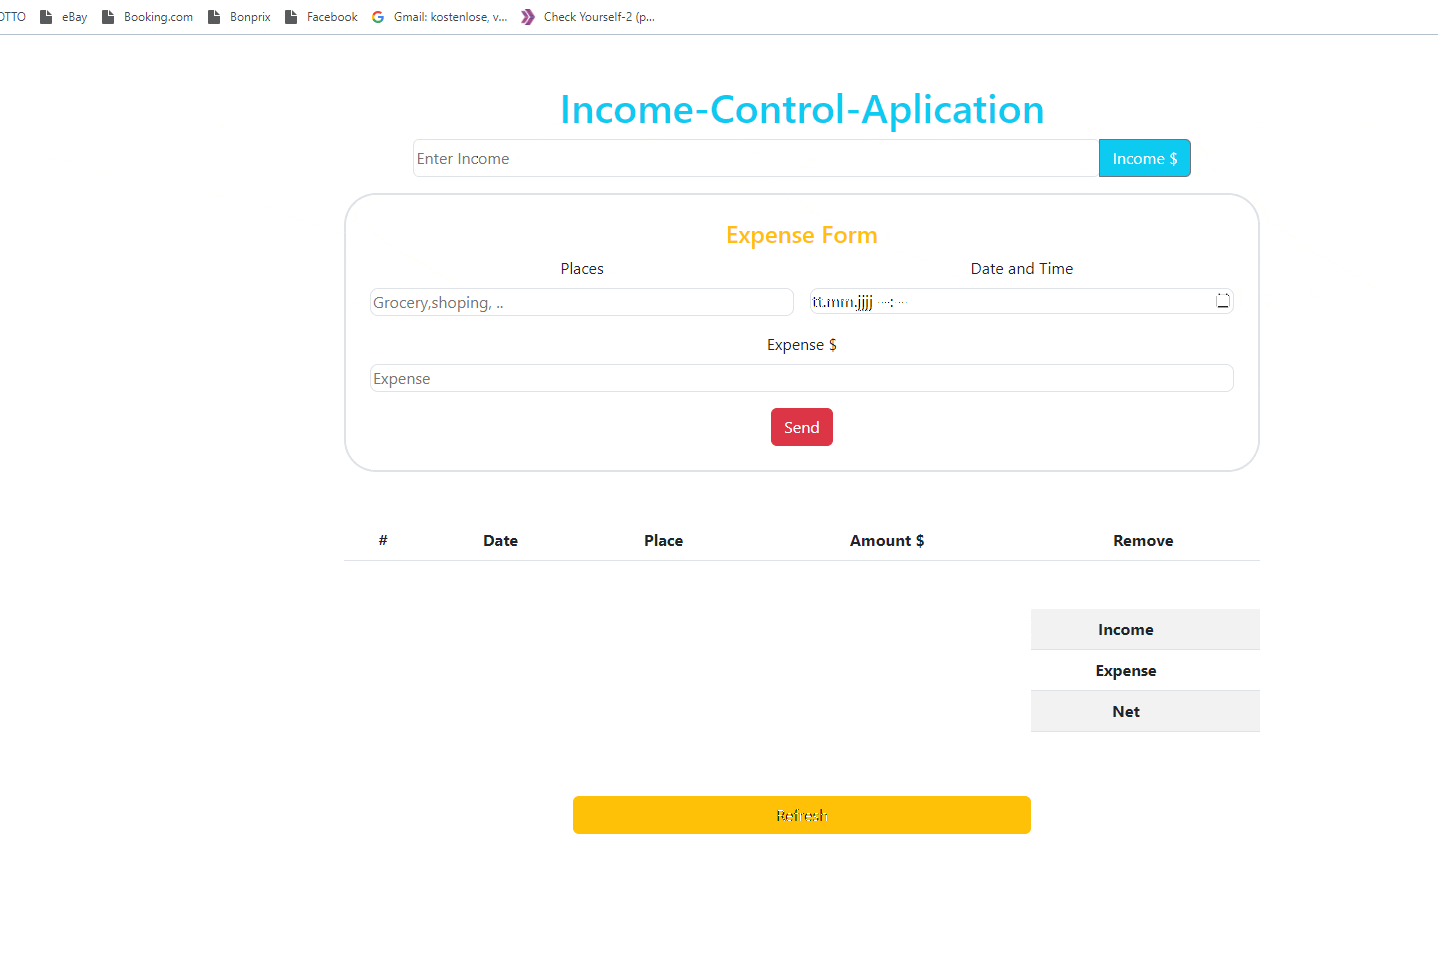 OTTO eBay Booking.com Bonprix Facebook Gmail: kostenlose, v... Check Yourself-2 (p...
Income-Control-Aplication
Enter Income Income $
Expense Form
Places Date and Time
Grocery,shoping, .. tt.mm.jjjj --:--
Expense $
Expense
Send
# Date Place Amount $ Remove
Income
Expense
Net
Refresh